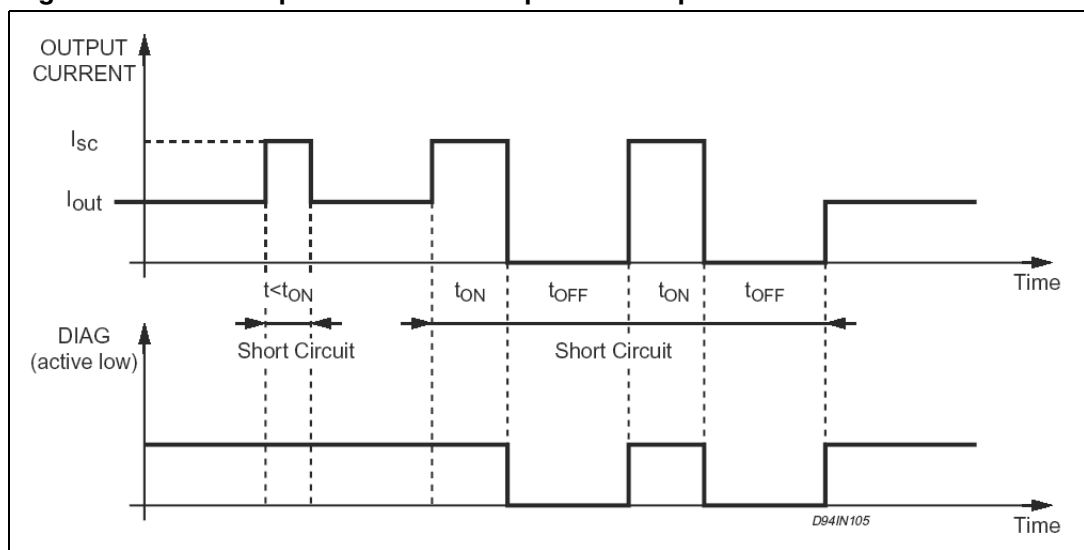 OUTPUT
CURRENT
Isc
Iout
Time
t<tON
tON
tOFF
tON
tOFF
DIAG
(active low)
Short Circuit
Short Circuit
D94IN105
Time